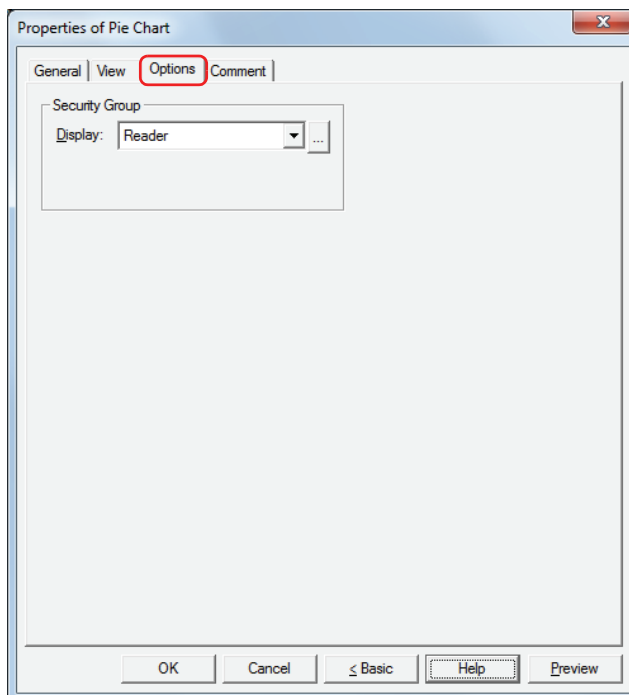 Properties of Pie Chart
General View Options Comment
Security Group
Display: Reader ...
OK Cancel < Basic Help Preview